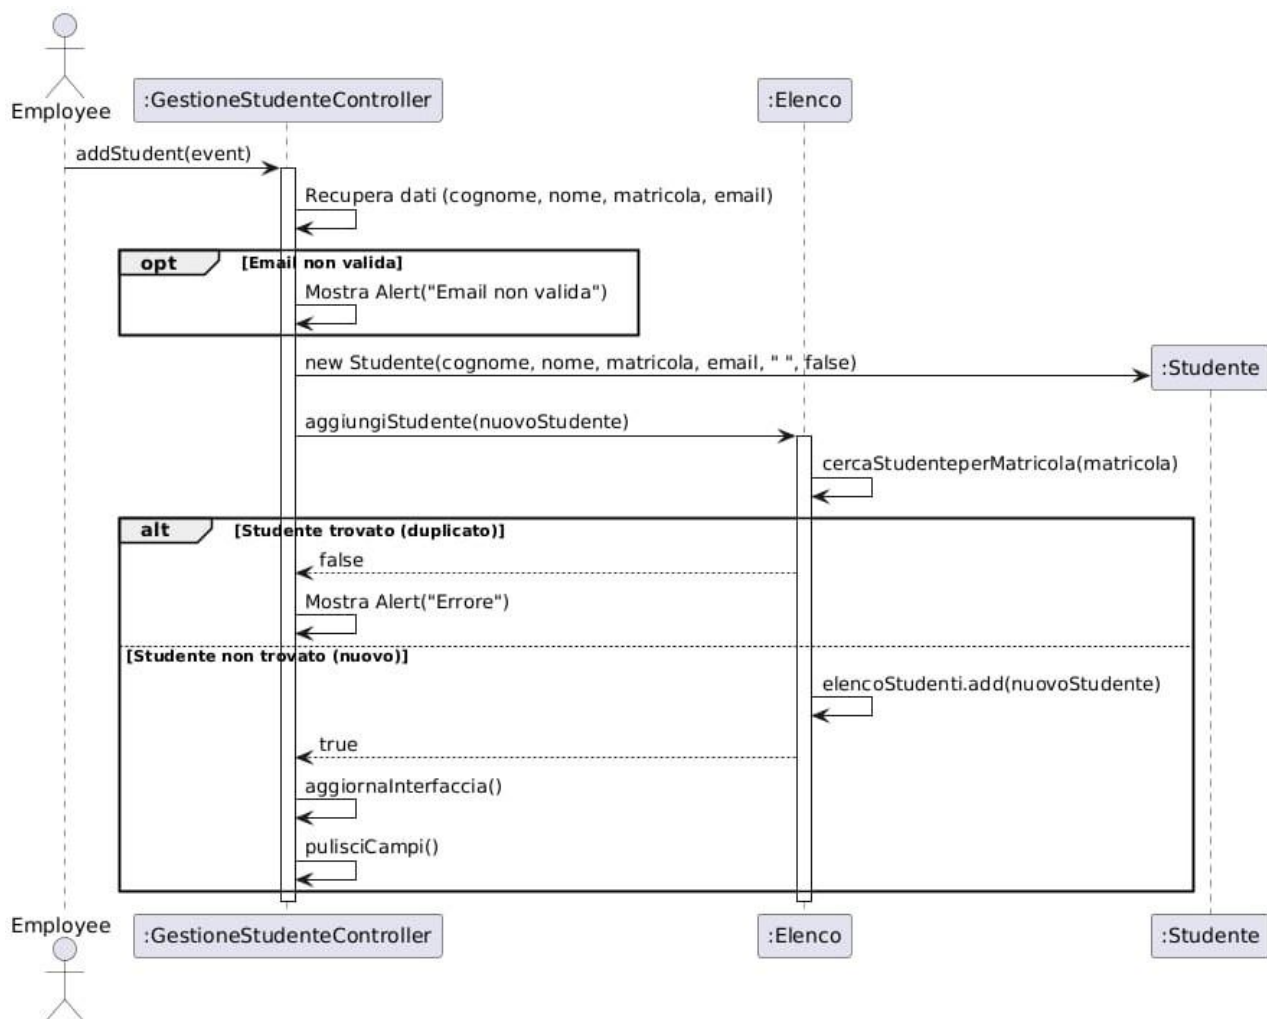 Employee
:GestioneStudenteController
:Elenco
addStudent(event)
Recupera dati (cognome, nome, matricola, email)
opt [Email non valida]
Mostra Alert("Email non valida")
new Studente(cognome, nome, matricola, email, " ", false)
:Studente
aggiungiStudente(nuovoStudente)
cercaStudenteperMatricola(matricola)
alt [Studente trovato (duplicato)]
false
Mostra Alert("Errore")
[Studente non trovato (nuovo)]
elencoStudenti.add(nuovoStudente)
true
aggiornaInterfaccia()
pulisciCampi()
Employee
:GestioneStudenteController
:Elenco
:Studente